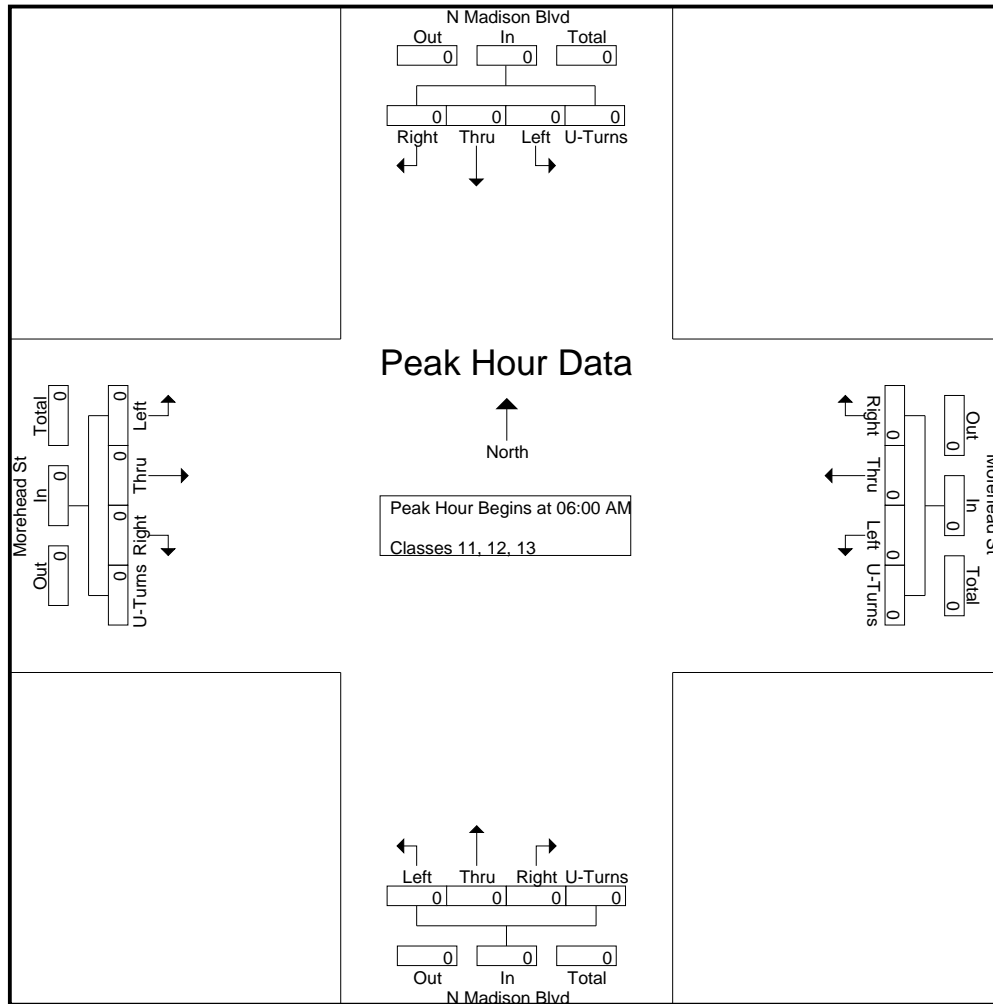 N Madison Blvd
Out In Total
0 0 0
0 0 0 0
Right Thru Left U-Turns
Peak Hour Data
North
Peak Hour Begins at 06:00 AM
Classes 11, 12, 13
Morehead St
Total In Out
0 0 0
0 0 0 0
Left Thru Right U-Turns
Right Thru Left U-Turns
0 0 0 0
0 0 0
Out In Total
Morehead St
Left Thru Right U-Turns
0 0 0 0
0 0 0
Out In Total
N Madison Blvd